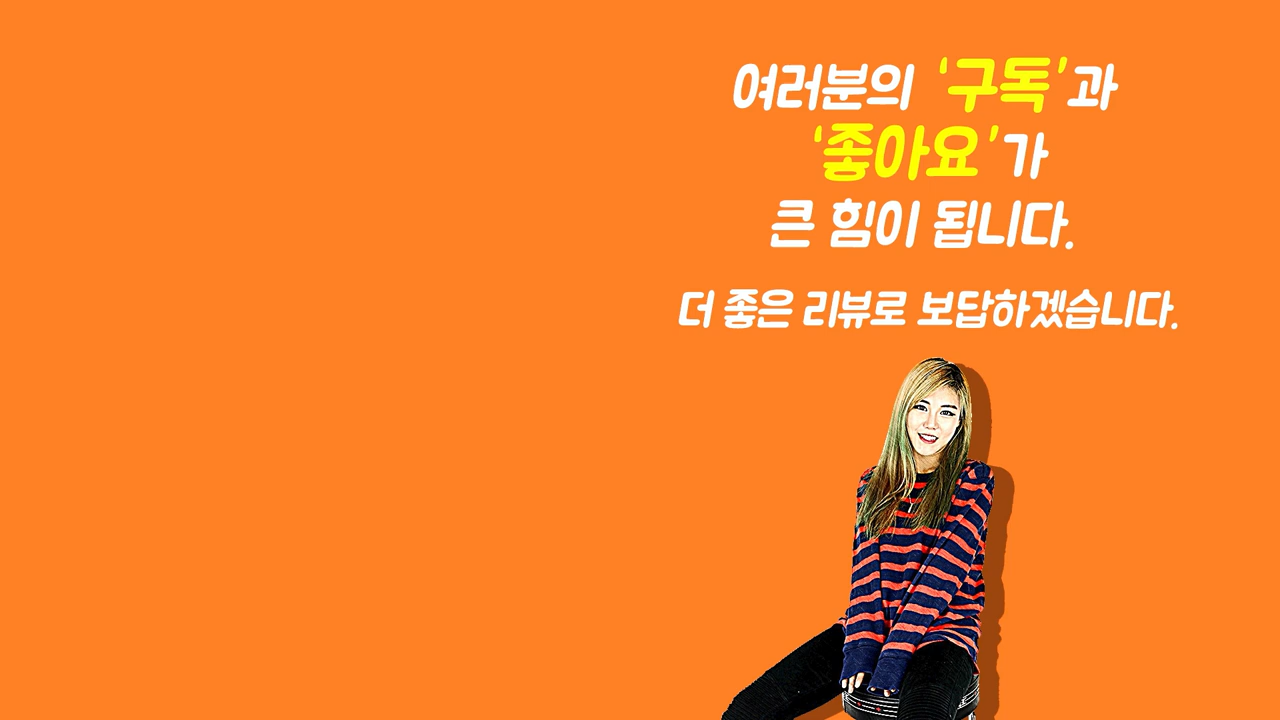 여러분의 '구독'과
'좋아요'가
큰 힘이 됩니다.
더 좋은 리뷰로 보답하겠습니다.